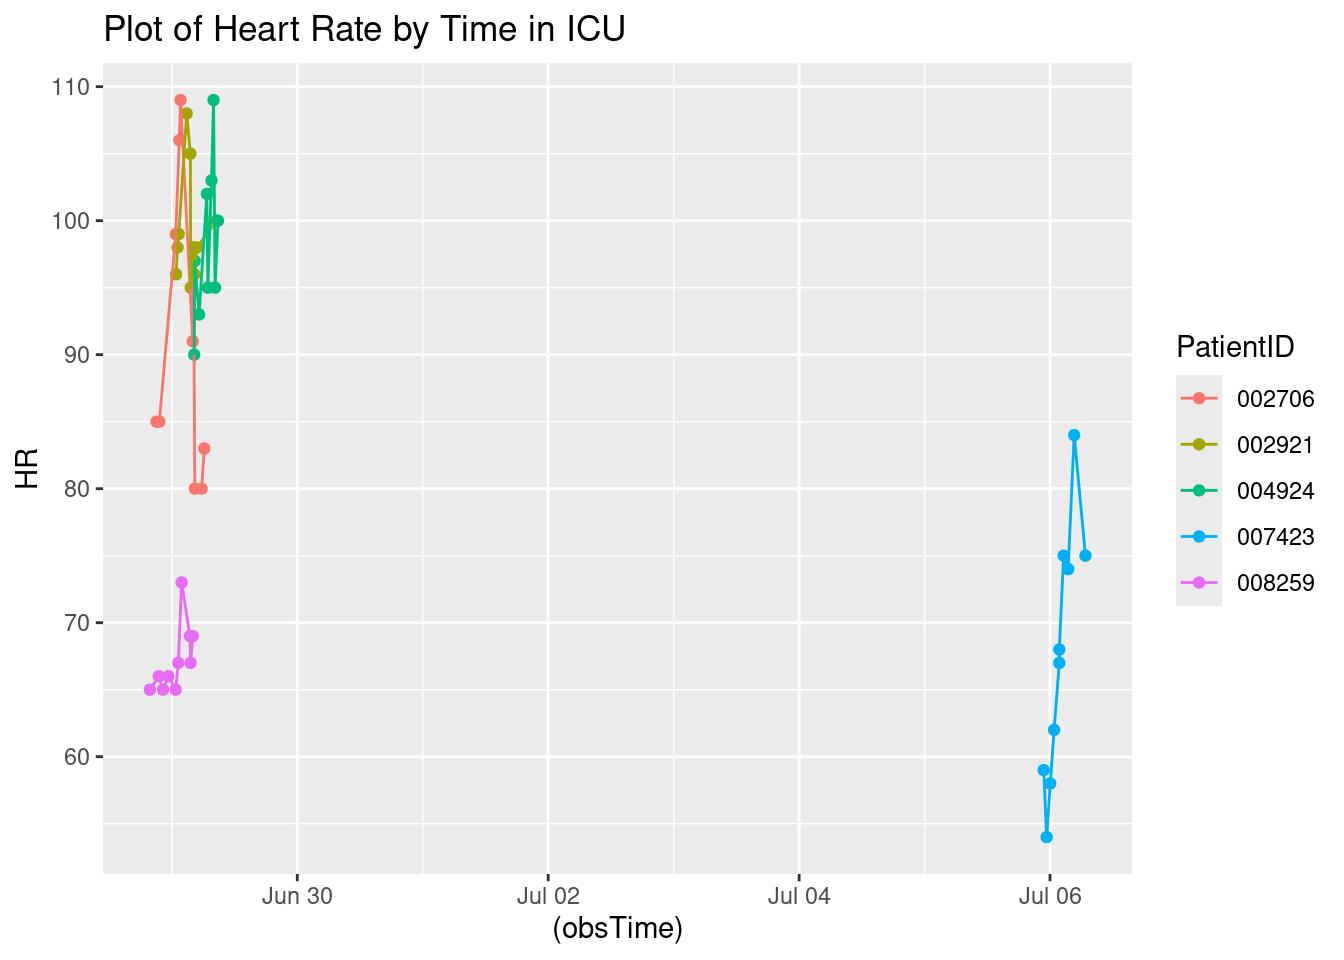 Plot of Heart Rate by Time in ICU
110
100
90
80
70
60
HR
Jun 30
Jul 02
Jul 04
Jul 06
(obsTime)
PatientID
002706
002921
004924
007423
008259